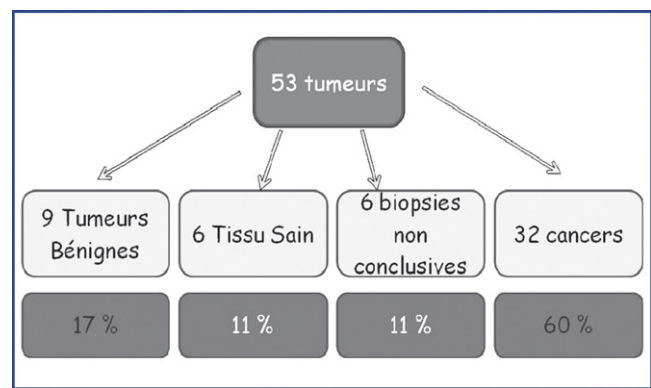 53 tumeurs
9 Tumeurs
Bénignes
6 Tissu Sain
6 biopsies
non
conclusives
32 cancers
17 %
11 %
11 %
60 %